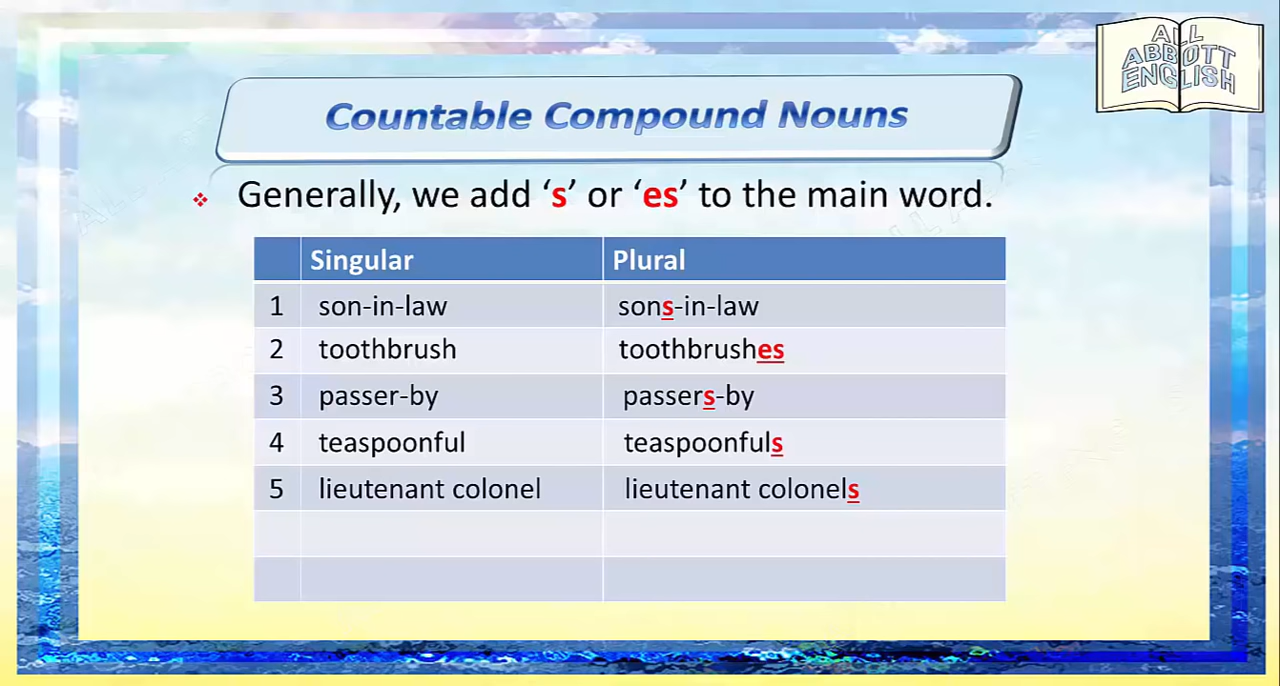 ALL
ABBOTT
ENGLISH
Countable Compound Nouns
Generally, we add ‘s’ or ‘es’ to the main word.
Singular Plural
1 son-in-law sons-in-law
2 toothbrush toothbrushes
3 passer-by passers-by
4 teaspoonful teaspoonfuls
5 lieutenant colonel lieutenant colonels